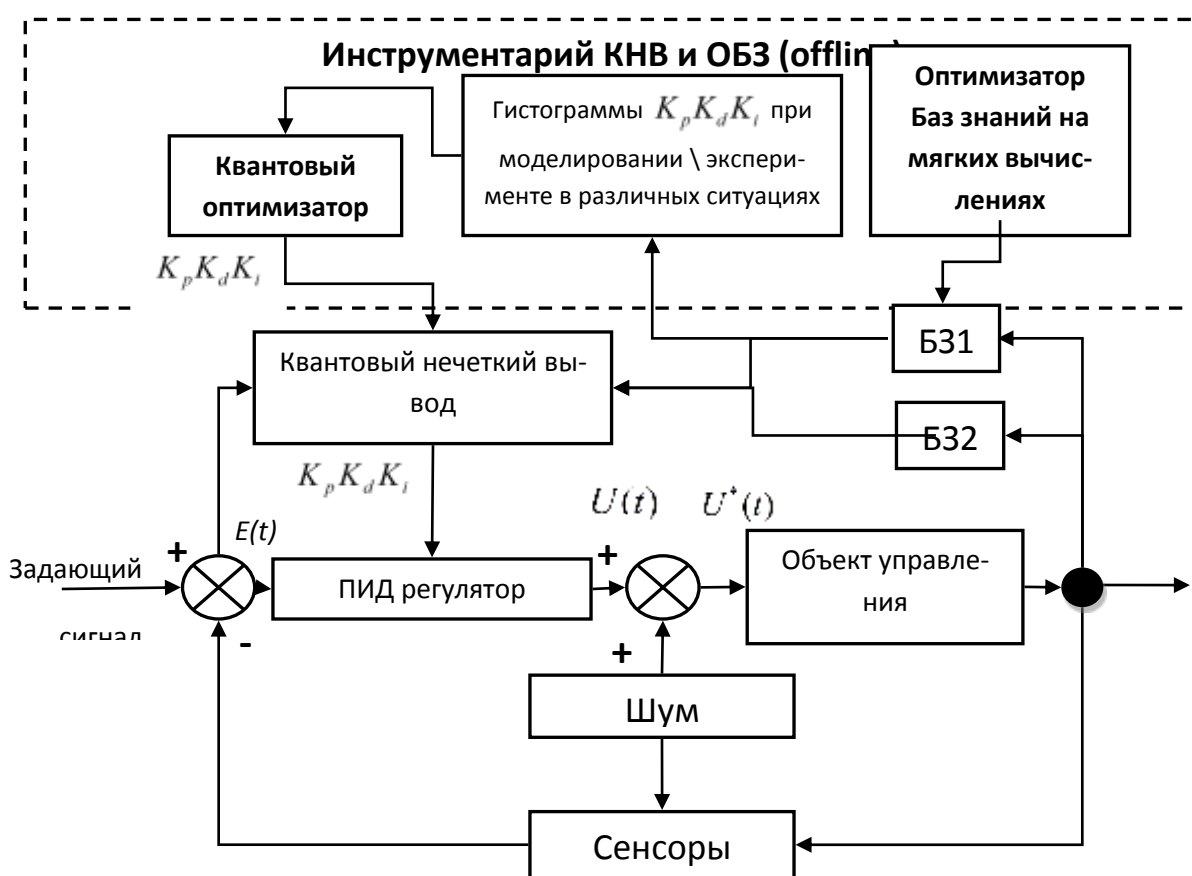 Инструментарий КНВ и ОБЗ (offlin
Оптимизатор
Баз знаний на
мягких вычис-
лениях
Гистограммы K_p K_d K_i при
моделировании \ экспери-
менте в различных ситуациях
Квантовый
оптимизатор
K_p K_d K_i
БЗ1
Квантовый нечеткий вы-
вод
БЗ2
K_p K_d K_i
U(t)
U*(t)
E(t)
+
+
Задающий
сигнал
ПИД регулятор
Объект управле-
ния
-
+
Шум
Сенсоры